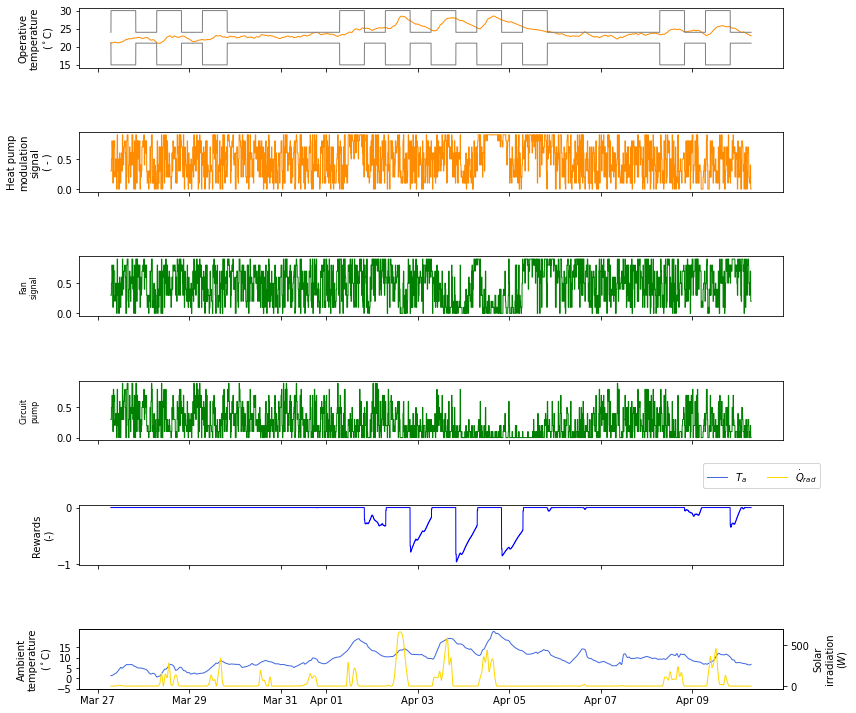 Operative
temperature
(°C)
30
25
20
15
Heat pump
modulation
signal
( - )
0.5
0.0
Fan
signal
0.5
0.0
Circuit
pump
0.5
0.0
T_a
Q̇_rad
Rewards
(-)
0
−1
Ambient
temperature
(°C)
15
10
5
0
−5
Solar
irradiation
(W)
500
0
Mar 27 Mar 29 Mar 31 Apr 01 Apr 03 Apr 05 Apr 07 Apr 09